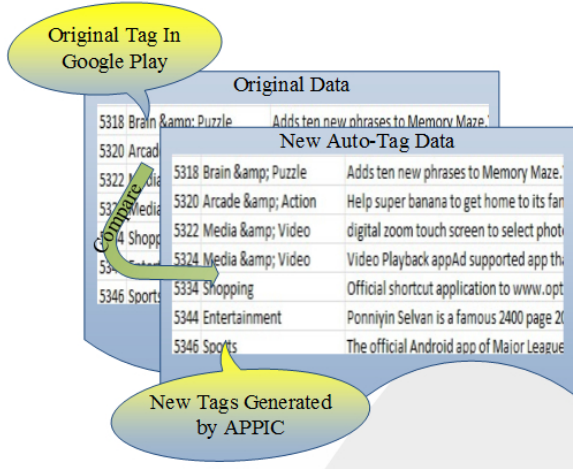 Original Tag In
Google Play
Original Data
5318 Brain &amp; Puzzle Adds ten new phrases to Memory Maze.
5320 Arcad
5322
Media
Shopp
5346 Sports
Compare
New Auto-Tag Data
5318 Brain &amp; Puzzle Adds ten new phrases to Memory Maze.
5320 Arcade &amp; Action Help super banana to get home to its fan
5322 Media &amp; Video digital zoom touch screen to select phot
5324 Media &amp; Video Video Playback appAd supported app tha
5334 Shopping Official shortcut application to www.opt
5344 Entertainment Ponniyin Selvan is a famous 2400 page 20
5346 Sports The official Android app of Major League
New Tags Generated
by APPIC